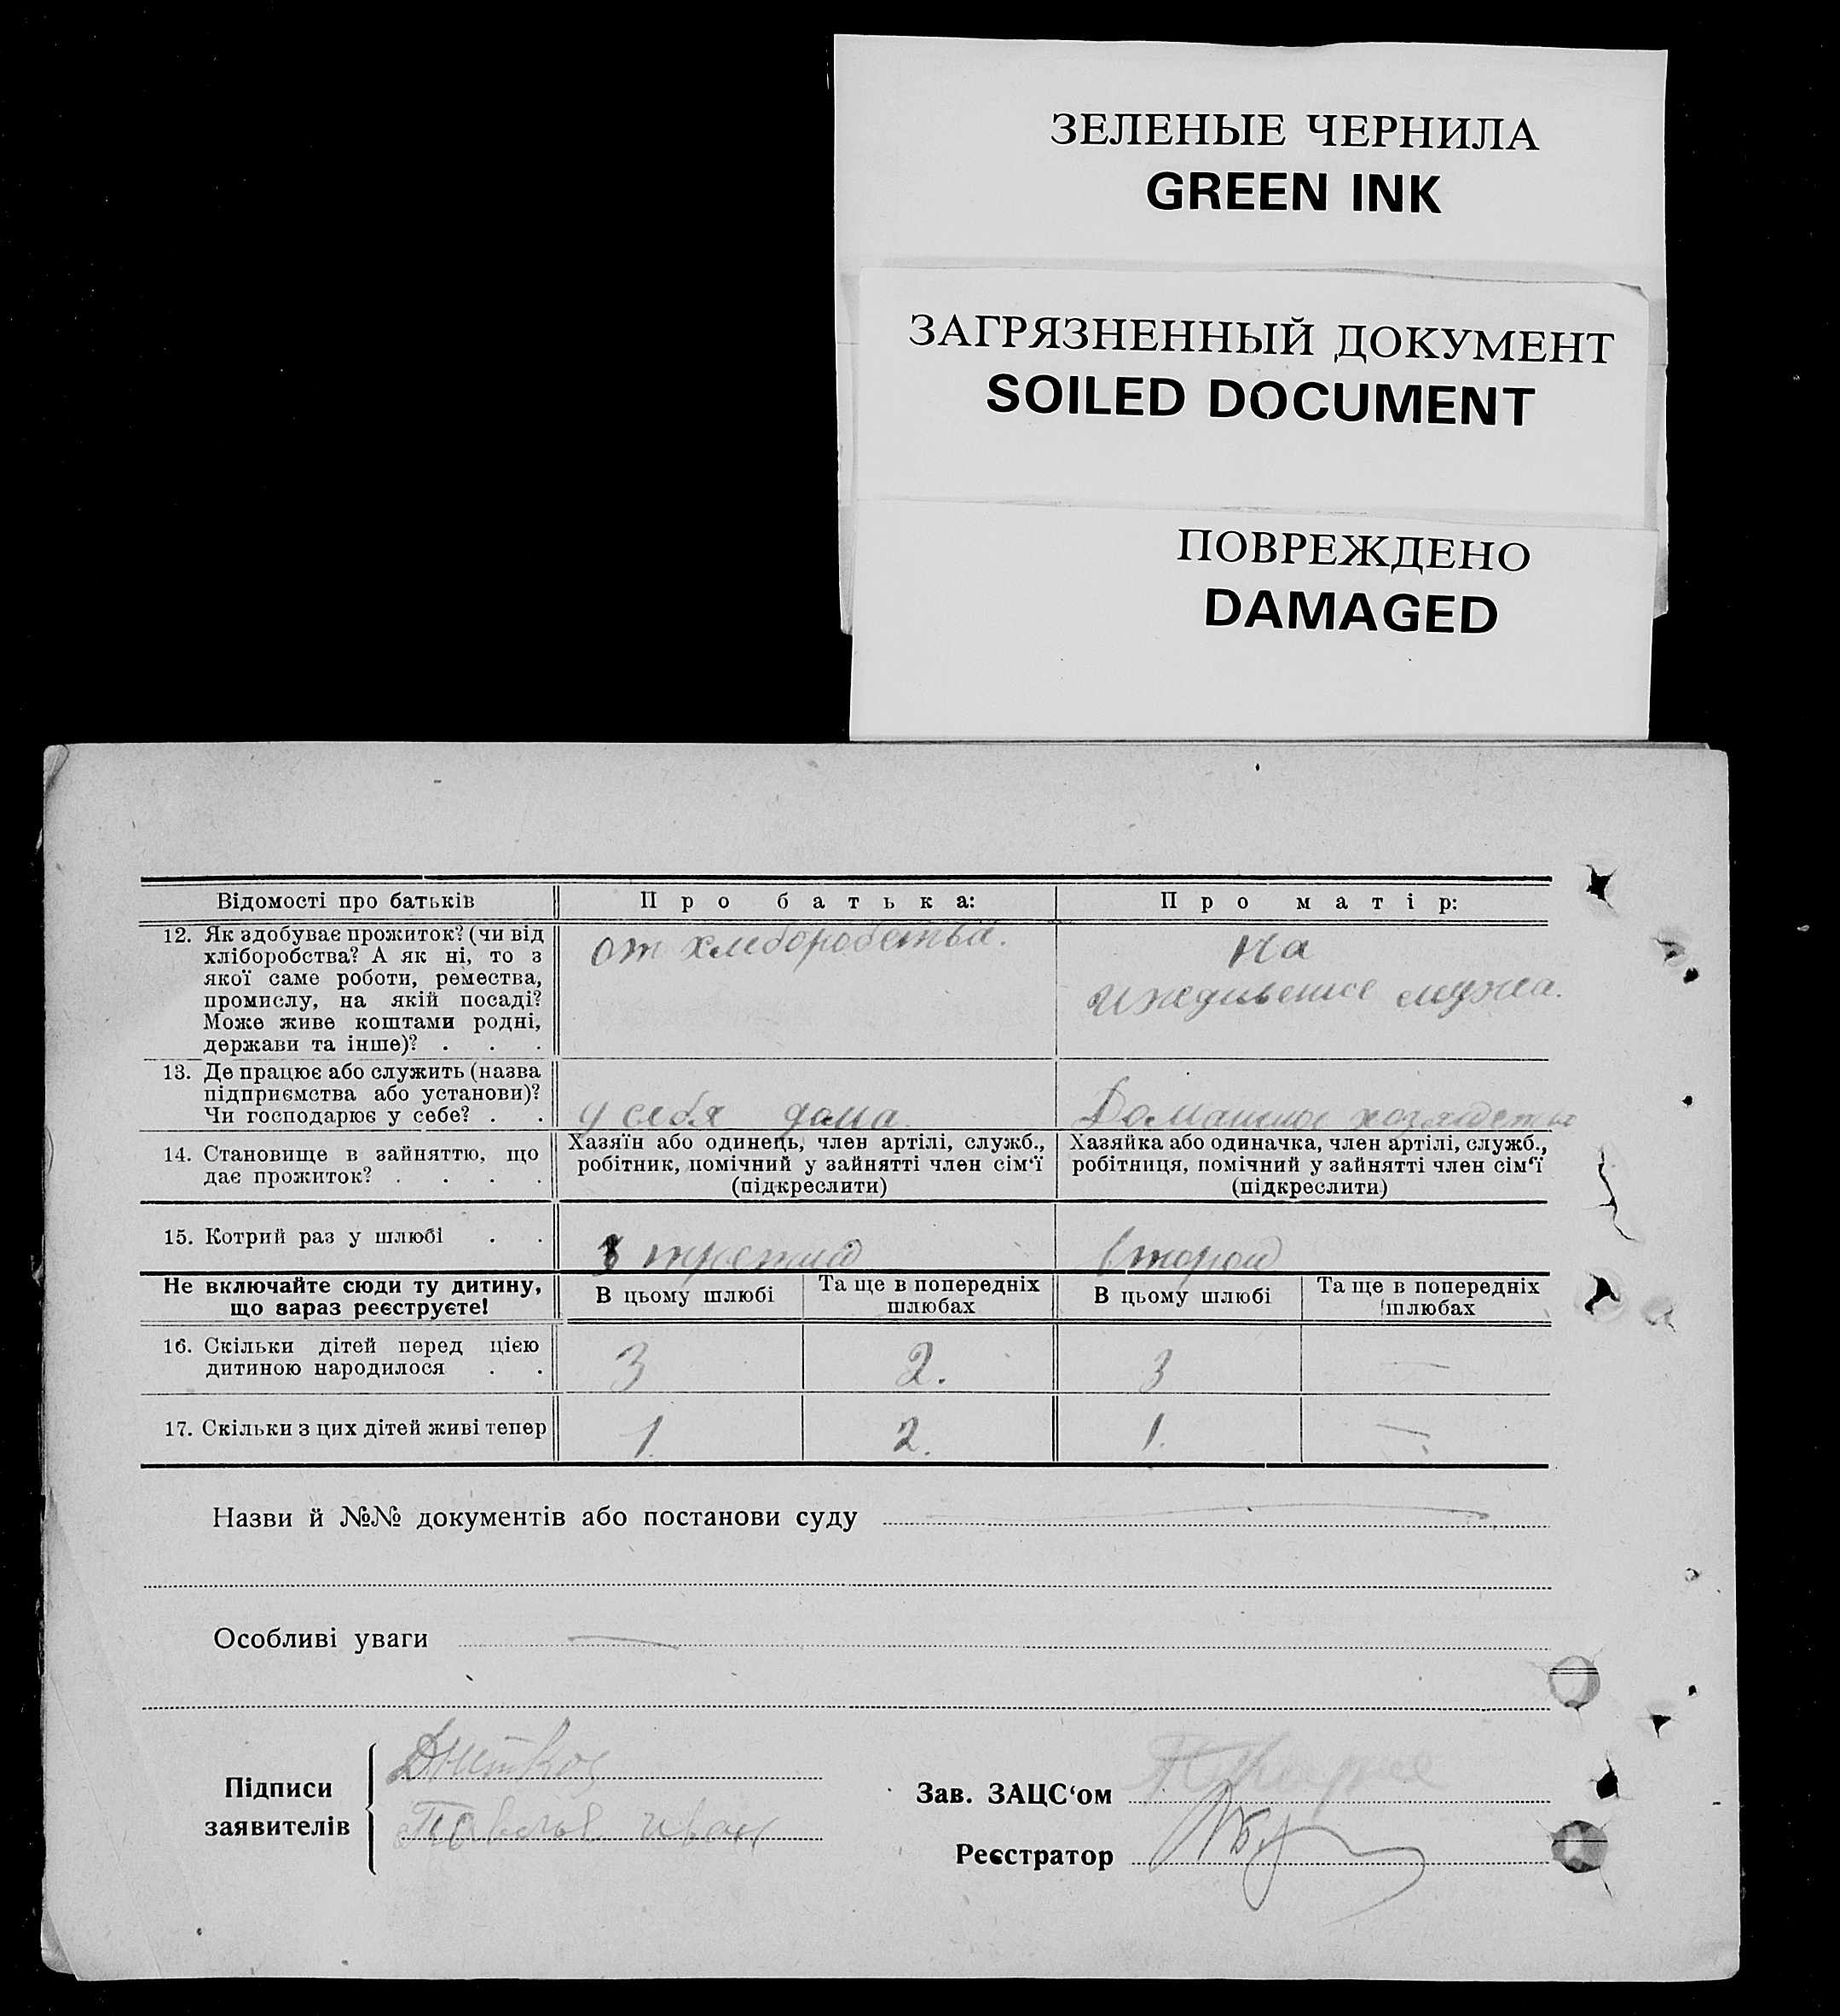 ЗЕЛЕНЫЕ ЧЕРНИЛА
GREEN INK
ЗАГРЯЗНЕННЫЙ ДОКУМЕНТ
SOILED DOCUMENT
ПОВРЕЖДЕНО
DAMAGED
Відомості про батьків
Про батька:
Про матір:
12. Як здобуває прожиток? (чи від
хліборобства? А як ні, то з
якої саме роботи, ремества,
промислу, на якій посаді?
Може живе коштами родні,
держави та інше)? . . .
от хлеборобства.
на
иждивение мужа.
13. Де працює або служить (назва
підприємства або установи)?
Чи господарює у себе? . .
у себя дома
Домашнее
14. Становище в зайняттю, що
дає прожиток? . . . .
Хазяїн або одинець, член артілі, служб.,
робітник, помічний у зайнятті член сім‘ї
(підкреслити)
Хазяйка або одиначка, член артілі, служб.,
робітниця, помічний у зайнятті член сім‘ї
(підкреслити)
15. Котрий раз у шлюбі . .
в третий
второй
Не включайте сюди ту дитину,
що зараз реєструєте!
В цьому шлюбі
Та ще в попередніх
шлюбах
В цьому шлюбі
Та ще в попередніх
шлюбах
16. Скільки дітей перед цією
дитиною народилося . .
3
2.
3
—
17. Скільки з цих дітей живі тепер
1.
2.
1.
—
Назви й №№ документів або постанови суду
Особливі уваги
Підписи
заявителів
иван
Зав. ЗАЦС‘ом
Реєстратор